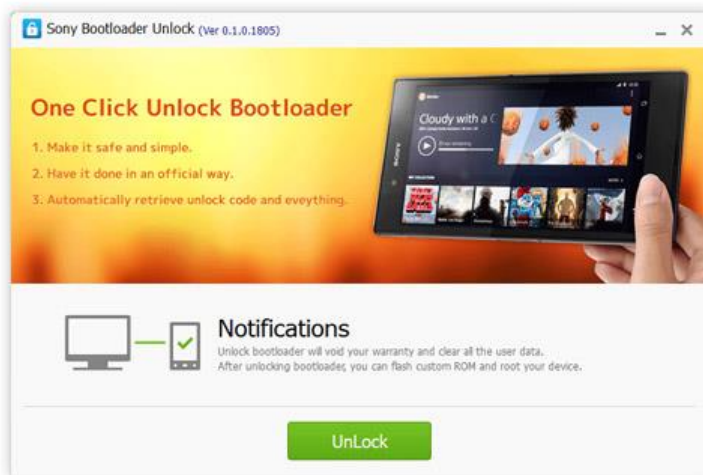 Sony Bootloader Unlock (Ver 0.1.0.1805)
One Click Unlock Bootloader
1. Make it safe and simple.
2. Have it done in an official way.
3. Automatically retrieve unlock code and eveything.
Cloudy with a C
SONY
Notifications
Unlock bootloader will void your warranty and clear all the user data.
After unlocking bootloader, you can flash custom ROM and root your device.
UnLock